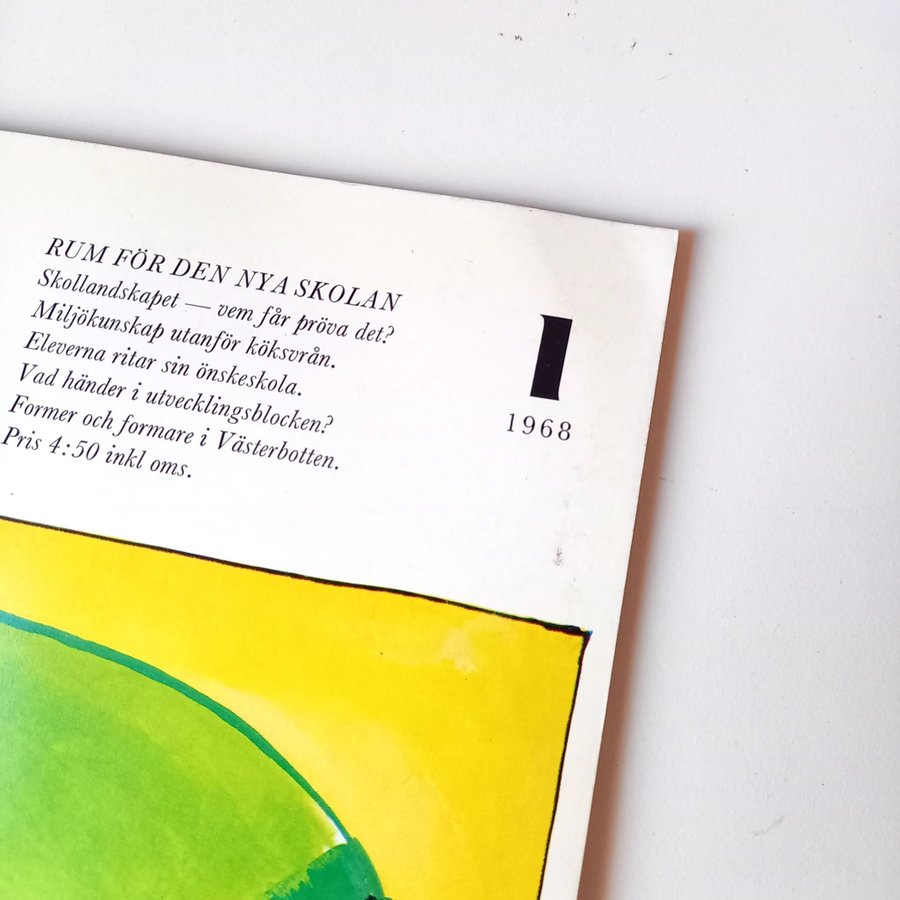 RUM FÖR DEN NYA SKOLAN
Skollandskapet — vem får pröva det?
Miljökunskap utanför köksvrån.
Eleverna ritar sin önskeskola.
Vad händer i utvecklingsblocken?
Former och formare i Västerbotten.
Pris 4:50 inkl oms.
1
1968